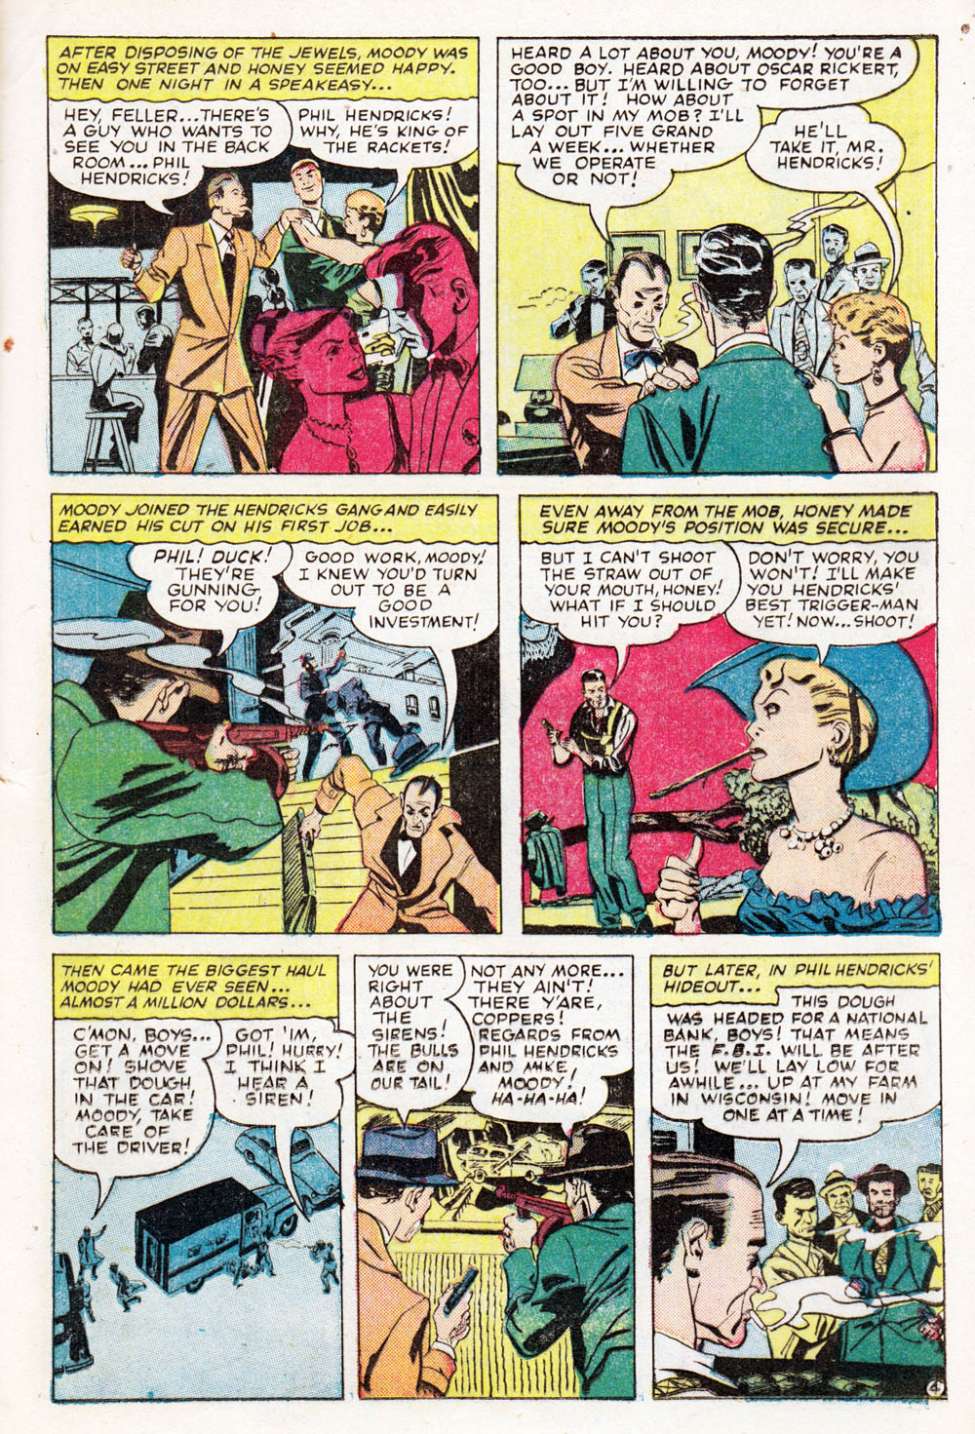 AFTER DISPOSING OF THE JEWELS, MOODY WAS
ON EASY STREET AND HONEY SEEMED HAPPY.
THEN ONE NIGHT IN A SPEAKEASY...
HEY, FELLER...THERE'S
A GUY WHO WANTS TO
SEE YOU IN THE BACK
ROOM... PHIL
HENDRICKS!
PHIL HENDRICKS!
WHY, HE'S KING OF
THE RACKETS!
HEARD A LOT ABOUT YOU, MOODY! YOU'RE A
GOOD BOY. HEARD ABOUT OSCAR RICKERT,
TOO... BUT I'M WILLING TO FORGET
ABOUT IT! HOW ABOUT
A SPOT IN MY MOB? I'LL
LAY OUT FIVE GRAND
A WEEK... WHETHER
WE OPERATE
OR NOT!
HE'LL
TAKE IT, MR.
HENDRICKS!
MOODY JOINED THE HENDRICKS GANG AND EASILY
EARNED HIS CUT ON HIS FIRST JOB...
PHIL! DUCK!
THEY'RE
GUNNING
FOR YOU!
GOOD WORK, MOODY!
I KNEW YOU'D TURN
OUT TO BE A
GOOD
INVESTMENT!
EVEN AWAY FROM THE MOB, HONEY MADE
SURE MOODY'S POSITION WAS SECURE...
BUT I CAN'T SHOOT
THE STRAW OUT OF
YOUR MOUTH, HONEY!
WHAT IF I SHOULD
HIT YOU?
DON'T WORRY, YOU
WON'T! I'LL MAKE
YOU HENDRICKS'
BEST TRIGGER-MAN
YET! NOW... SHOOT!
THEN CAME THE BIGGEST HAUL
MOODY HAD EVER SEEN...
ALMOST A MILLION DOLLARS...
C'MON, BOYS...
GET A MOVE
ON! SHOVE
THAT DOUGH
IN THE CAR!
MOODY, TAKE
CARE OF
THE DRIVER!
GOT 'IM,
PHIL! HURRY!
I THINK I
HEAR A
SIREN!
YOU WERE
RIGHT
ABOUT
THE
SIRENS!
THE BULLS
ARE ON
OUR TAIL!
NOT ANY MORE...
THEY AIN'T!
THERE Y'ARE,
COPPERS!
REGARDS FROM
PHIL HENDRICKS
AND MIKE
MOODY!
HA-HA-HA!
BUT LATER, IN PHIL HENDRICKS'
HIDEOUT...
THIS DOUGH
WAS HEADED FOR A NATIONAL
BANK, BOYS! THAT MEANS
THE F.B.I. WILL BE AFTER
US! WE'LL LAY LOW FOR
AWHILE... UP AT MY FARM
IN WISCONSIN! MOVE IN
ONE AT A TIME!
4